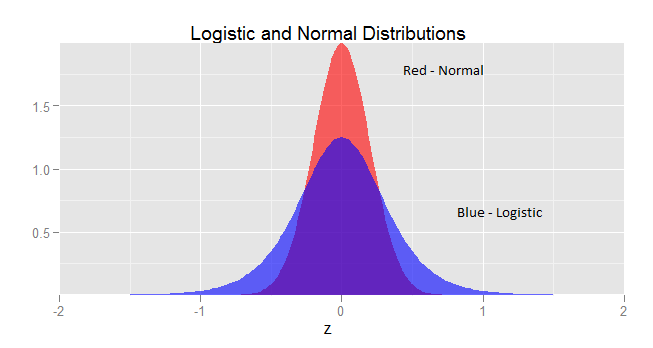 Logistic and Normal Distributions
Red - Normal
1.5
1.0
Blue - Logistic
0.5
-2 -1 0 1 2
z